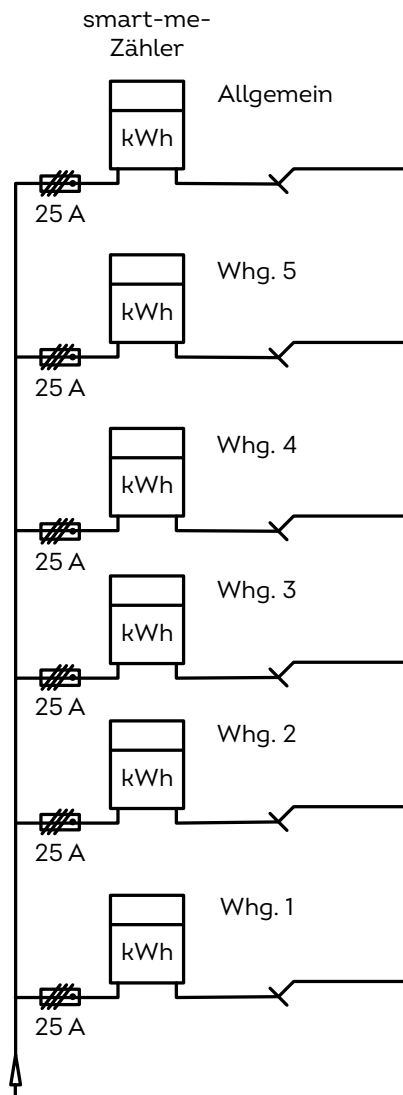 smart-me-
Zähler
Allgemein
kWh
25 A
Whg. 5
kWh
25 A
Whg. 4
kWh
25 A
Whg. 3
kWh
25 A
Whg. 2
kWh
25 A
Whg. 1
kWh
25 A